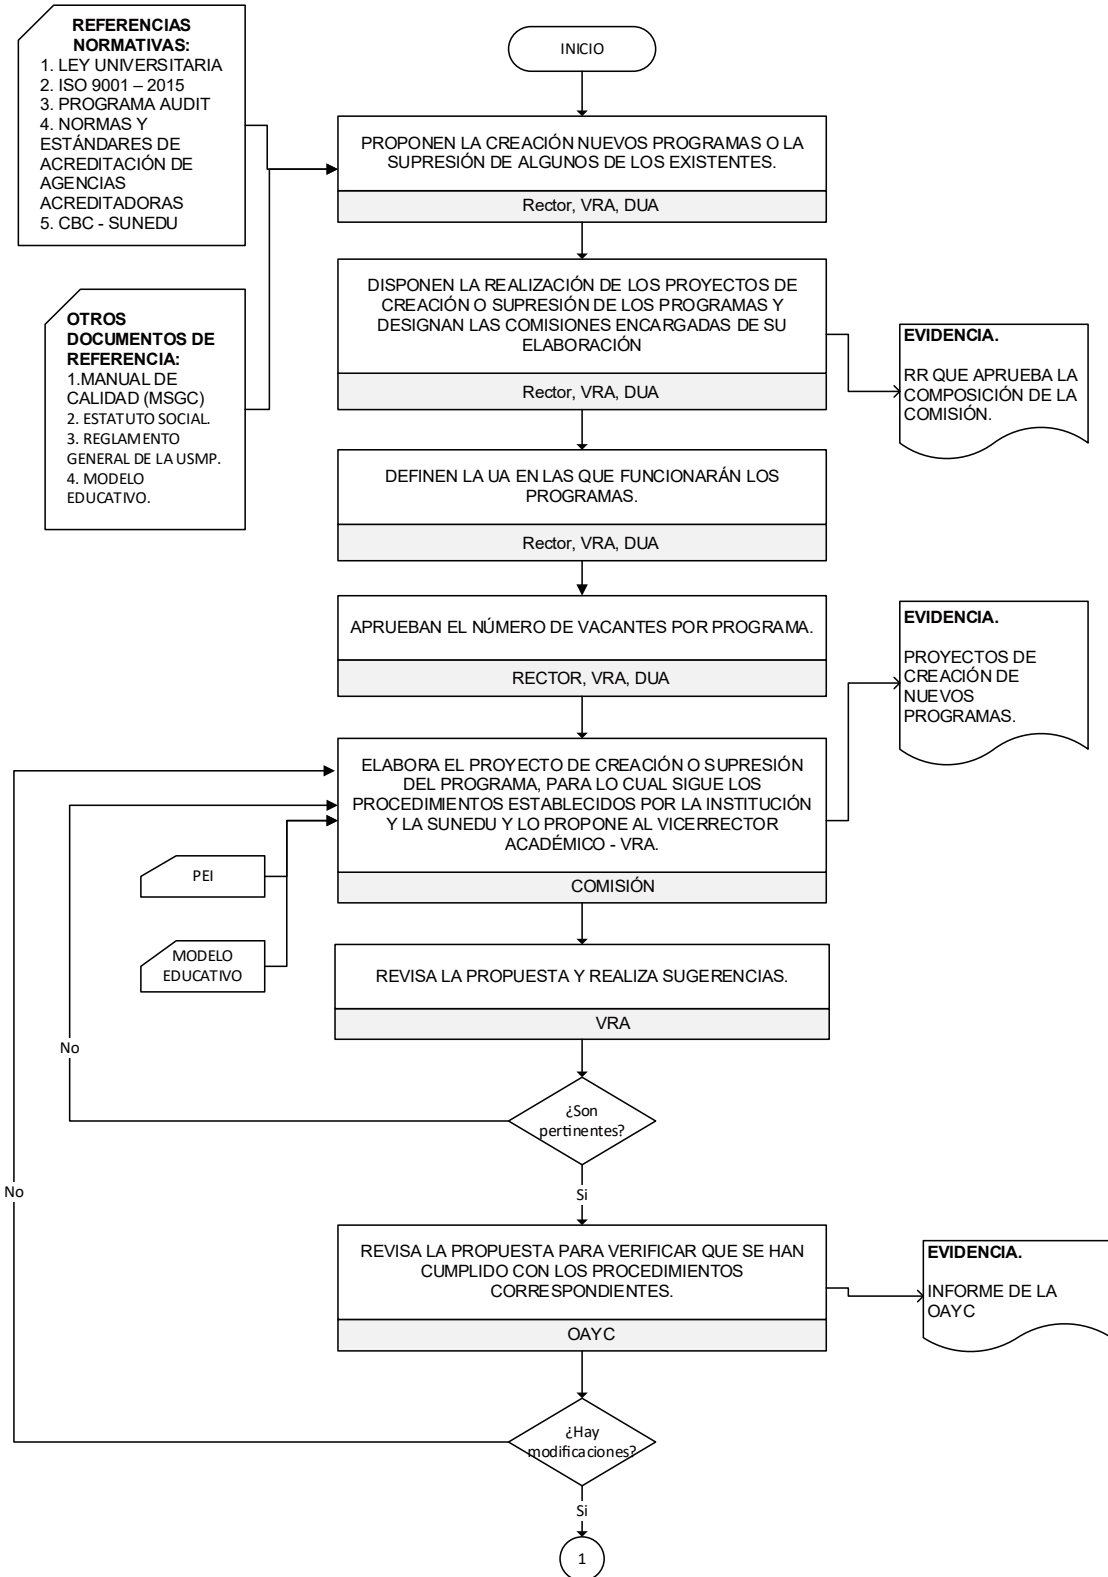 REFERENCIAS
NORMATIVAS:
1. LEY UNIVERSITARIA
2. ISO 9001 – 2015
3. PROGRAMA AUDIT
4. NORMAS Y
ESTÁNDARES DE
ACREDITACIÓN DE
AGENCIAS
ACREDITADORAS
5. CBC - SUNEDU
INICIO
PROPONEN LA CREACIÓN NUEVOS PROGRAMAS O LA
SUPRESIÓN DE ALGUNOS DE LOS EXISTENTES.
Rector, VRA, DUA
OTROS
DOCUMENTOS DE
REFERENCIA:
1.MANUAL DE
CALIDAD (MSGC)
2. ESTATUTO SOCIAL.
3. REGLAMENTO
GENERAL DE LA USMP.
4. MODELO
EDUCATIVO.
DISPONEN LA REALIZACIÓN DE LOS PROYECTOS DE
CREACIÓN O SUPRESIÓN DE LOS PROGRAMAS Y
DESIGNAN LAS COMISIONES ENCARGADAS DE SU
ELABORACIÓN
Rector, VRA, DUA
EVIDENCIA.
RR QUE APRUEBA LA
COMPOSICIÓN DE LA
COMISIÓN.
DEFINEN LA UA EN LAS QUE FUNCIONARÁN LOS
PROGRAMAS.
Rector, VRA, DUA
APRUEBAN EL NÚMERO DE VACANTES POR PROGRAMA.
RECTOR, VRA, DUA
EVIDENCIA.
PROYECTOS DE
CREACIÓN DE
NUEVOS
PROGRAMAS.
ELABORA EL PROYECTO DE CREACIÓN O SUPRESIÓN
DEL PROGRAMA, PARA LO CUAL SIGUE LOS
PROCEDIMIENTOS ESTABLECIDOS POR LA INSTITUCIÓN
Y LA SUNEDU Y LO PROPONE AL VICERRECTOR
ACADÉMICO - VRA.
COMISIÓN
PEI
MODELO
EDUCATIVO
REVISA LA PROPUESTA Y REALIZA SUGERENCIAS.
VRA
No
¿Son
pertinentes?
Si
No
REVISA LA PROPUESTA PARA VERIFICAR QUE SE HAN
CUMPLIDO CON LOS PROCEDIMIENTOS
CORRESPONDIENTES.
OAYC
EVIDENCIA.
INFORME DE LA
OAYC
¿Hay
modificaciones?
Si
1